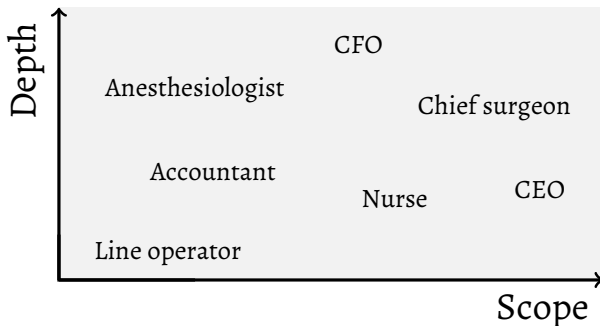 Depth
CFO
Anesthesiologist
Chief surgeon
Accountant
Nurse
CEO
Line operator
Scope